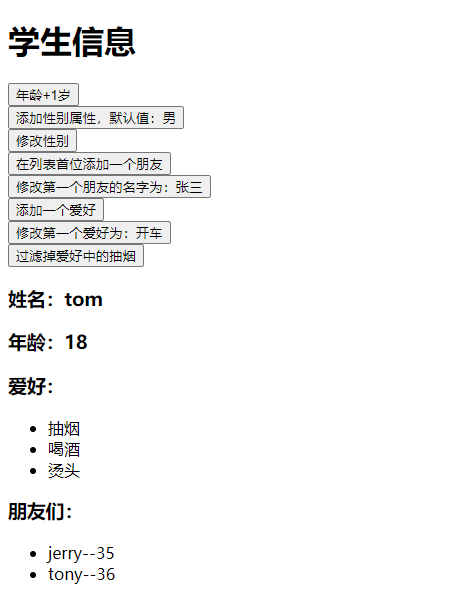 学生信息
年龄+1岁
添加性别属性，默认值：男
修改性别
在列表首位添加一个朋友
修改第一个朋友的名字为：张三
添加一个爱好
修改第一个爱好为：开车
过滤掉爱好中的抽烟
姓名：tom
年龄：18
爱好：
抽烟
喝酒
烫头
朋友们：
jerry--35
tony--36